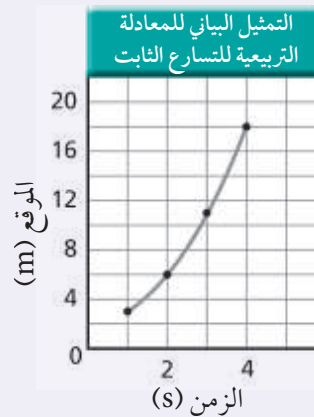 التمثيل البياني للمعادلة
التربيعية للتسارع الثابت
20
16
12
8
4
0
الموقع (m)
2 4
الزمن (s)